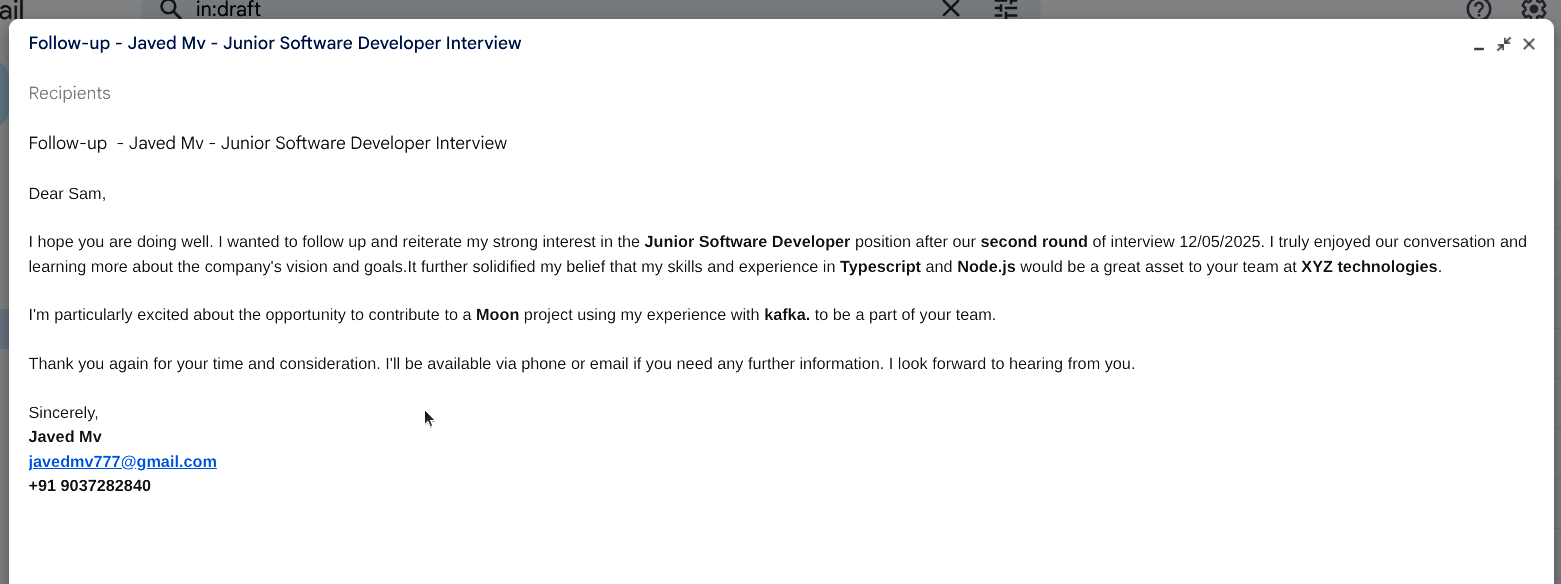 ail
in:draft
Follow-up - Javed Mv - Junior Software Developer Interview
Recipients
Follow-up  - Javed Mv - Junior Software Developer Interview
Dear Sam,
I hope you are doing well. I wanted to follow up and reiterate my strong interest in the Junior Software Developer position after our second round of interview 12/05/2025. I truly enjoyed our conversation and
learning more about the company's vision and goals.It further solidified my belief that my skills and experience in Typescript and Node.js would be a great asset to your team at XYZ technologies.
I'm particularly excited about the opportunity to contribute to a Moon project using my experience with kafka. to be a part of your team.
Thank you again for your time and consideration. I'll be available via phone or email if you need any further information. I look forward to hearing from you.
Sincerely,
Javed Mv
javedmv777@gmail.com
+91 9037282840